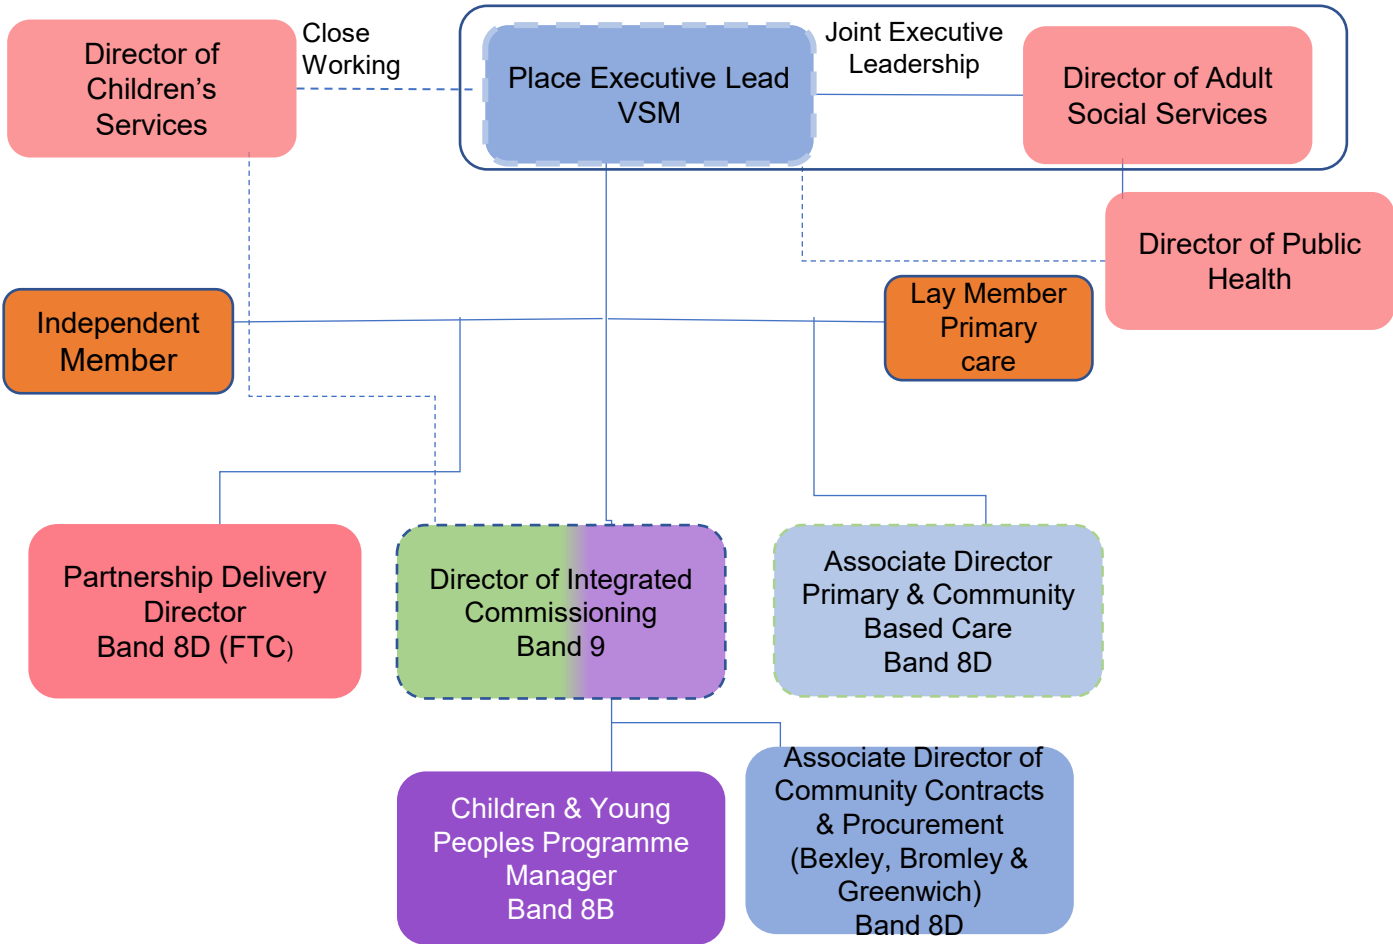 Director of
Children’s
Services
Close
Working
Place Executive Lead
VSM
Joint Executive
Leadership
Director of Adult
Social Services
Director of Public
Health
Independent
Member
Lay Member
Primary
care
Partnership Delivery
Director
Band 8D (FTC)
Director of Integrated
Commissioning
Band 9
Associate Director
Primary & Community
Based Care
Band 8D
Children & Young
Peoples Programme
Manager
Band 8B
Associate Director of
Community Contracts
& Procurement
(Bexley, Bromley &
Greenwich)
Band 8D